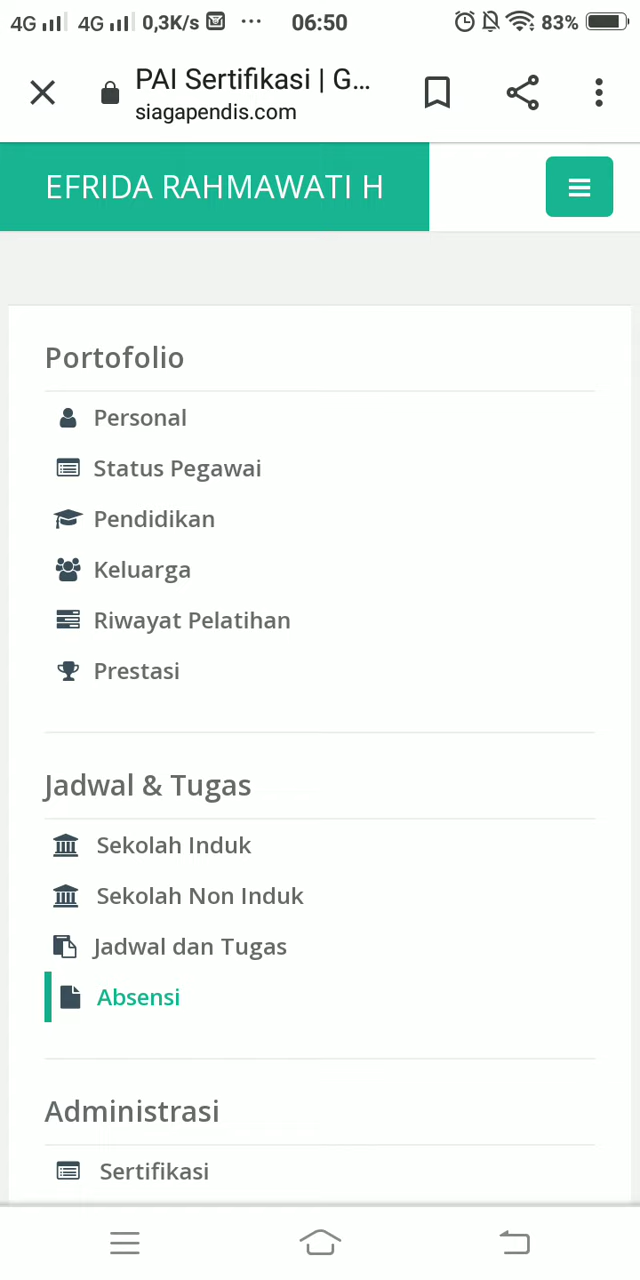 4G 4G 0,3K/s ... 06:50 83%
PAI Sertifikasi | G...
siagapendis.com
EFRIDA RAHMAWATI H
Portofolio
Personal
Status Pegawai
Pendidikan
Keluarga
Riwayat Pelatihan
Prestasi
Jadwal & Tugas
Sekolah Induk
Sekolah Non Induk
Jadwal dan Tugas
Absensi
Administrasi
Sertifikasi